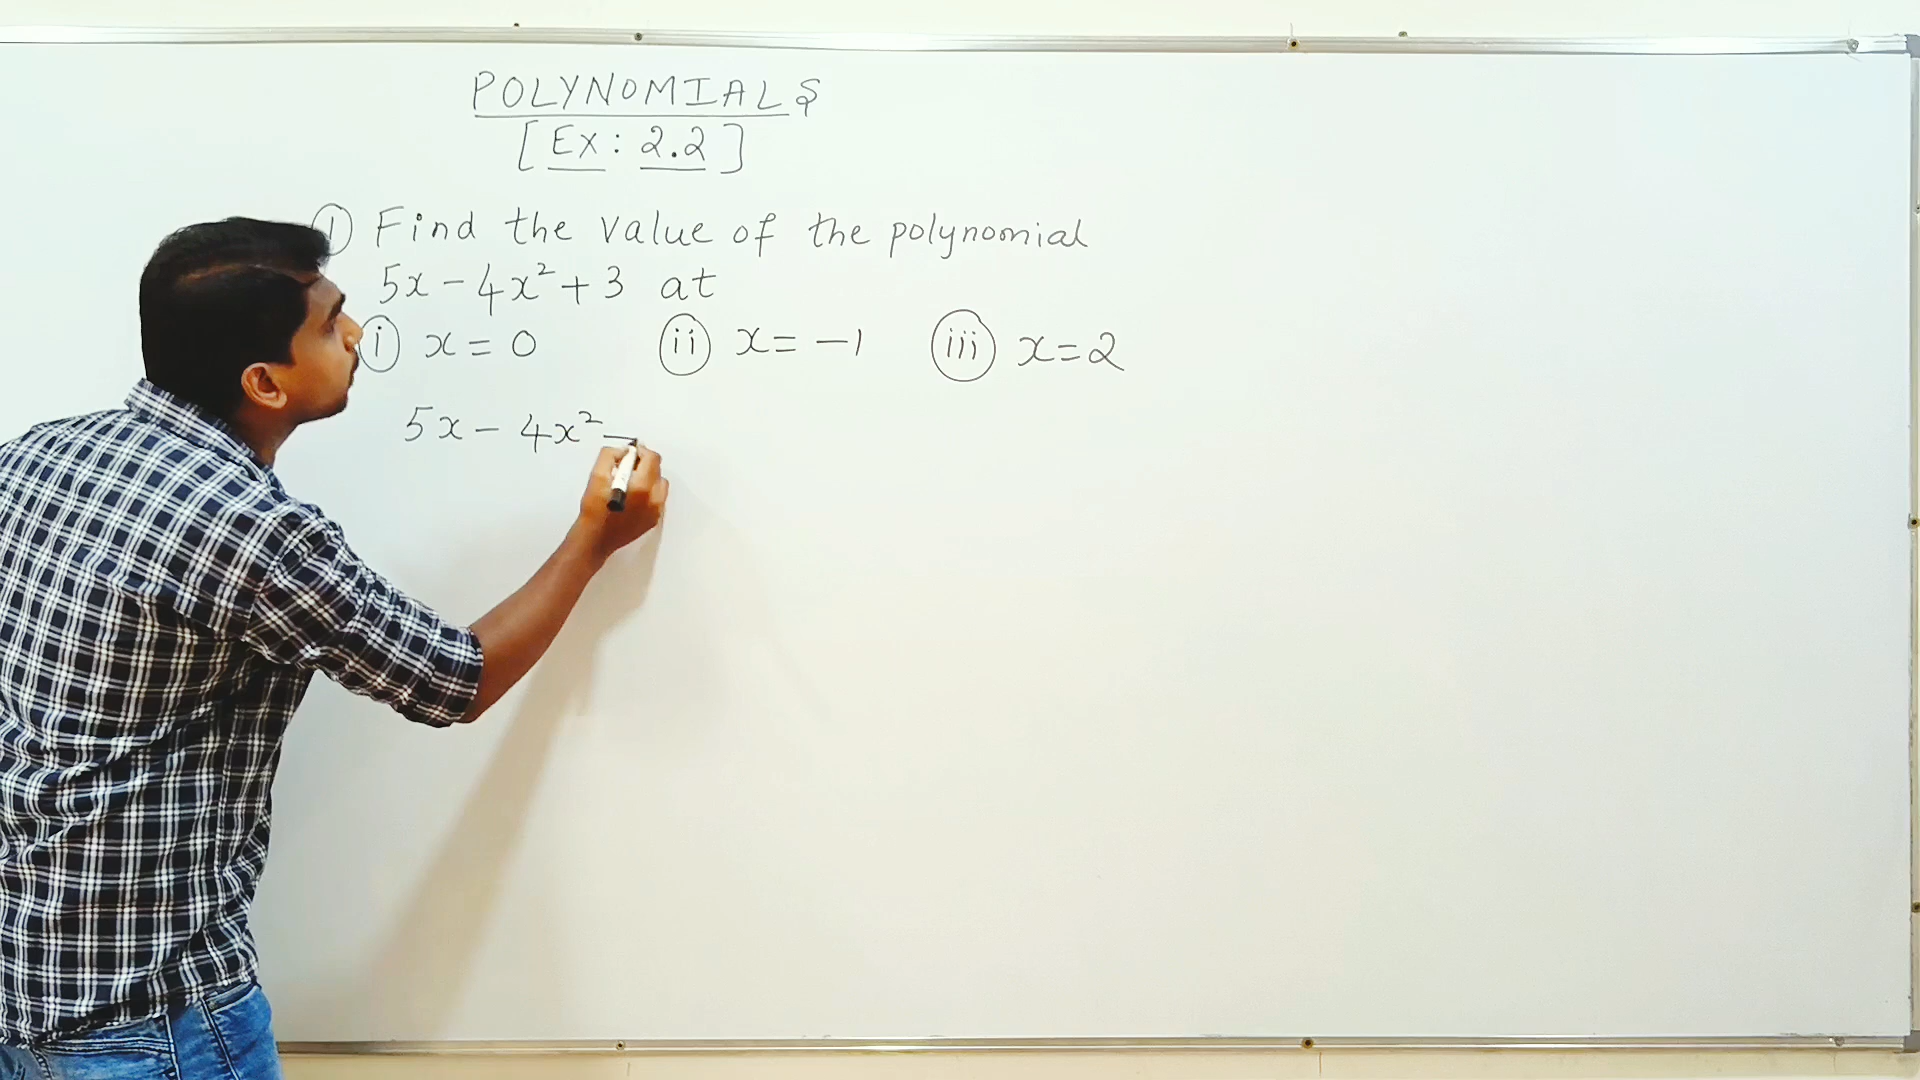 POLYNOMIALS
[EX: 2.2]
① Find the value of the polynomial
5x - 4x² + 3 at
(i) x = 0 (ii) x = -1 (iii) x = 2
5x - 4x² -